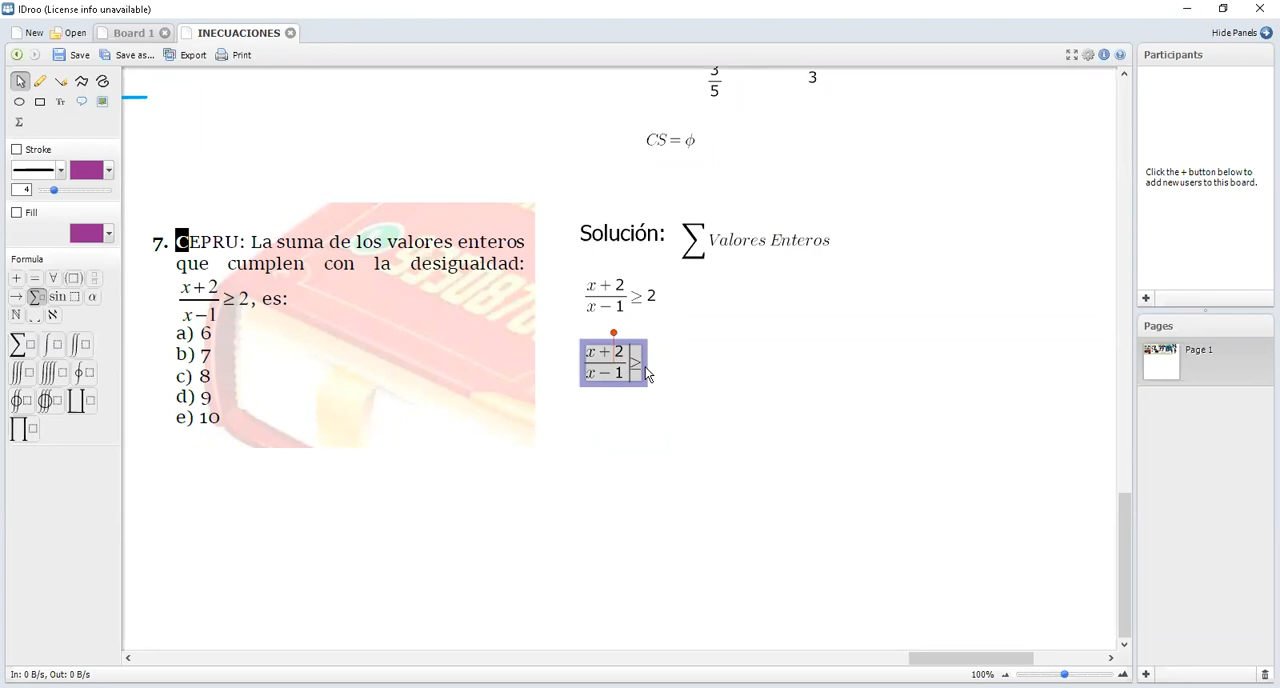 IDroo (License info unavailable)
New Open Board 1 INECUACIONES Hide Panels
Save Save as... Export Print
Participants
Click the + button below to
add new users to this board.
Pages
Page 1
Stroke
4
Fill
Formula
+ = ∀ (□)
→ Σ□ sin □ α
ℕ ℵ
∑□ ∫□ ∬□
∭□ ⨌□ ∮□
∯□ ∰□ ∐□
∏□
3/5 3
CS = ϕ
7. CEPRU: La suma de los valores enteros
que cumplen con la desigualdad:
(x+2)/(x−1) ≥ 2, es:
a) 6
b) 7
c) 8
d) 9
e) 10
Solución: ∑ Valores Enteros
(x + 2)/(x − 1) ≥ 2
(x + 2)/(x − 1) ≥
In: 0 B/s, Out: 0 B/s 100%